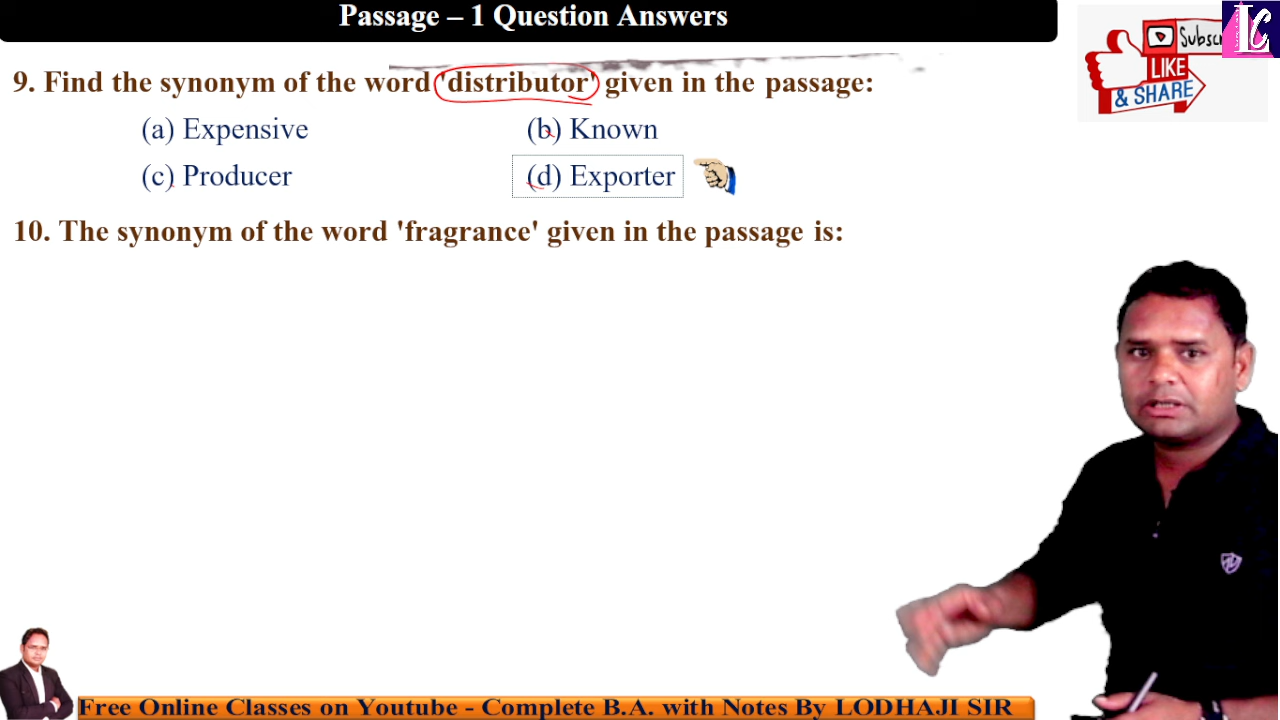 Passage – 1 Question Answers
LC
LIKE
& SHARE
9. Find the synonym of the word 'distributor' given in the passage:
(a) Expensive (b) Known
(c) Producer (d) Exporter
10. The synonym of the word 'fragrance' given in the passage is:
Free Online Classes on Youtube - Complete B.A. with Notes By LODHAJI SIR